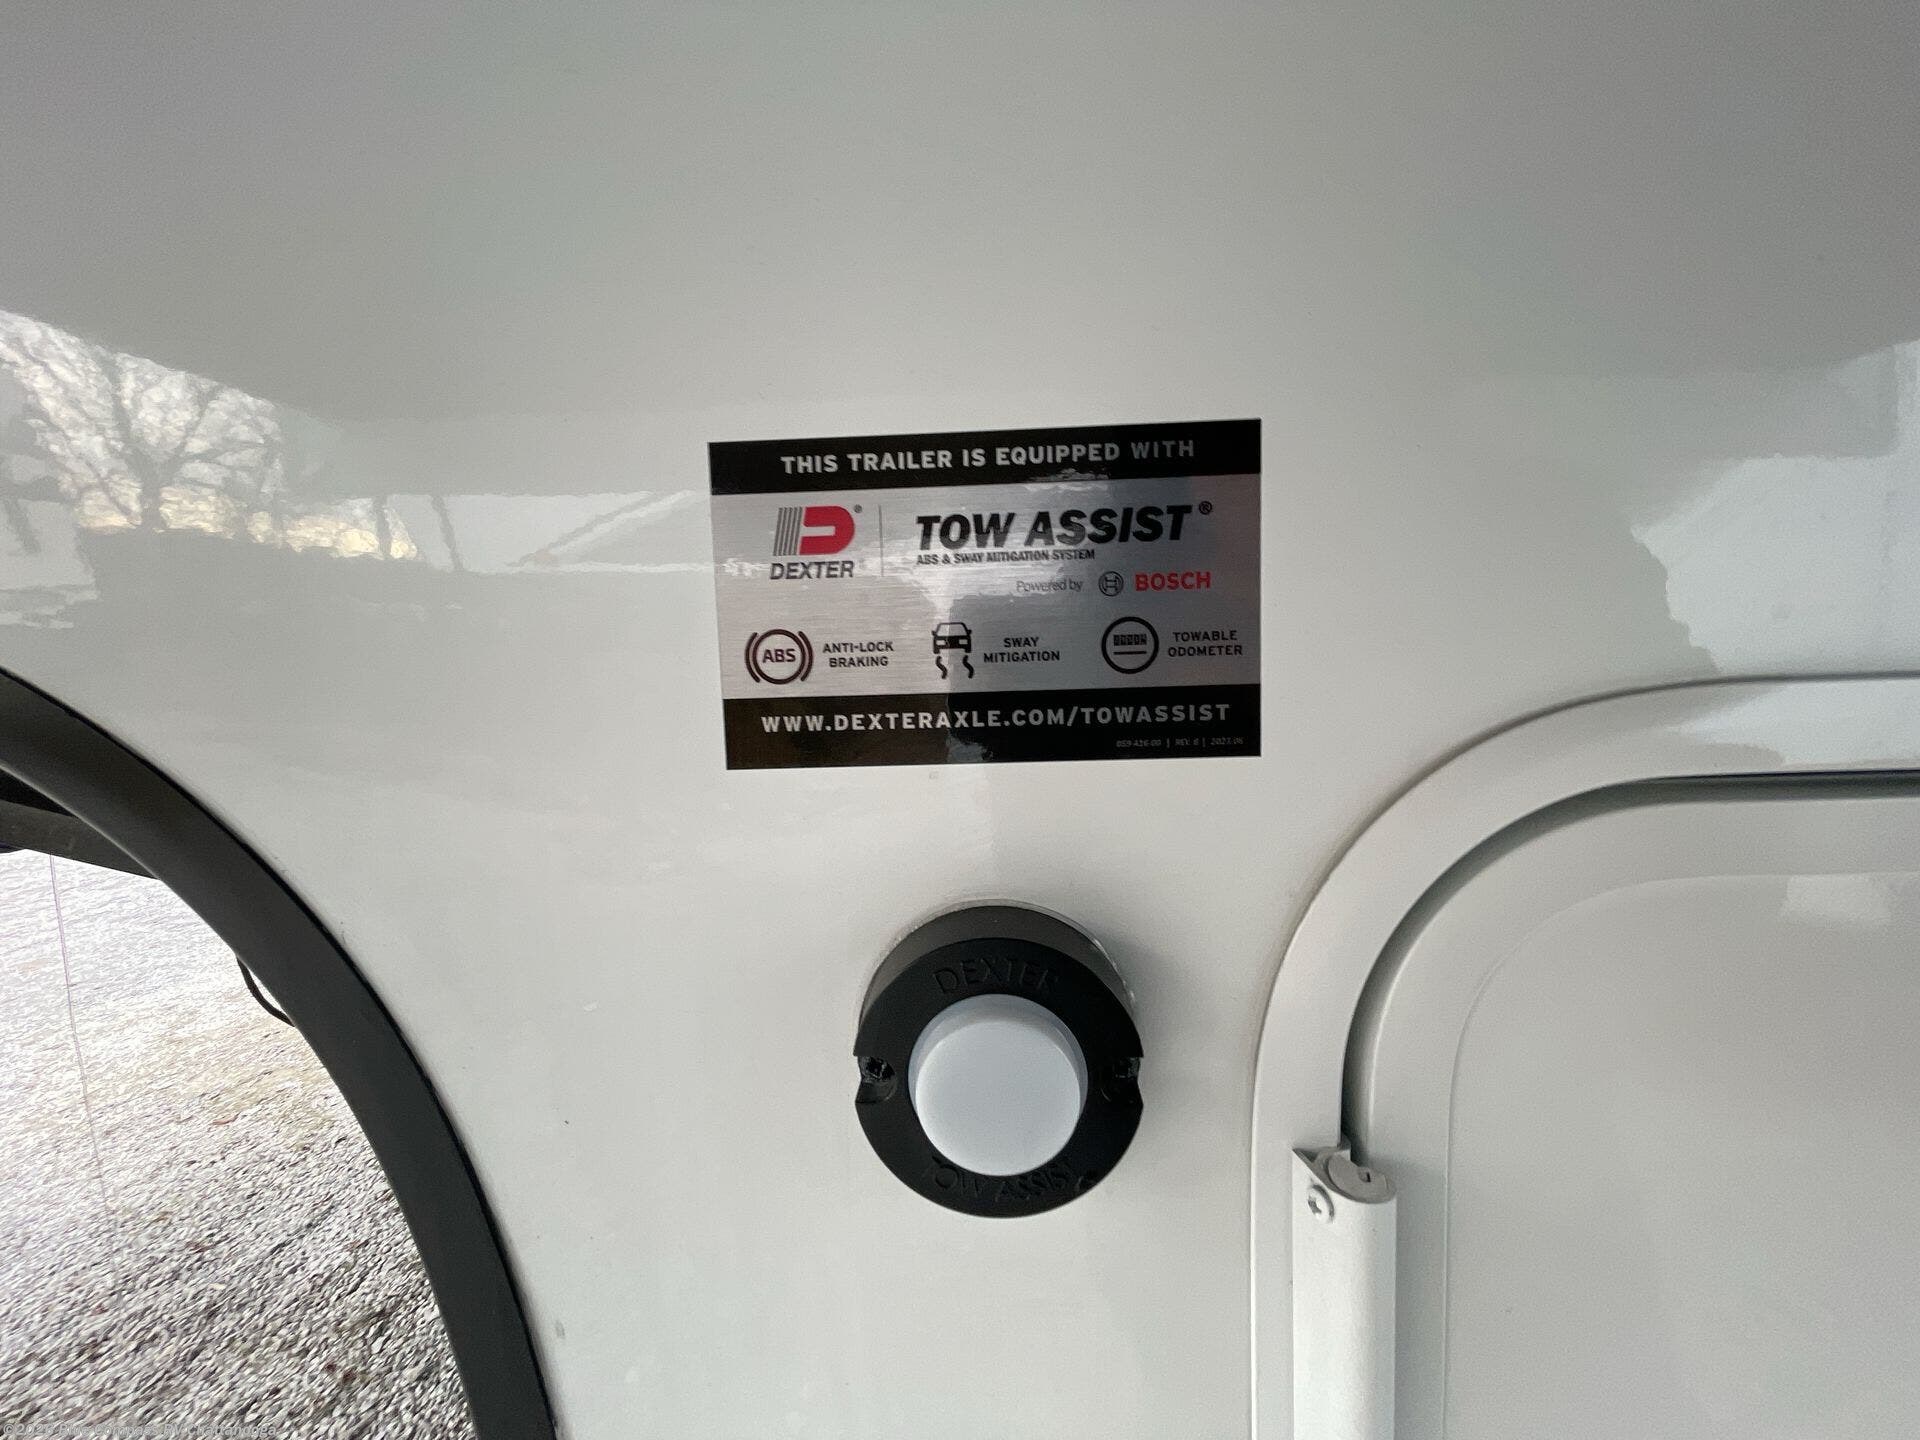 THIS TRAILER IS EQUIPPED WITH
DEXTER®
TOW ASSIST®
ABS & SWAY MITIGATION SYSTEM
Powered by BOSCH
ABS ANTI-LOCK
BRAKING
SWAY
MITIGATION
TOWABLE
ODOMETER
WWW.DEXTERAXLE.COM/TOWASSIST
DEXTER
TOW ASSIST